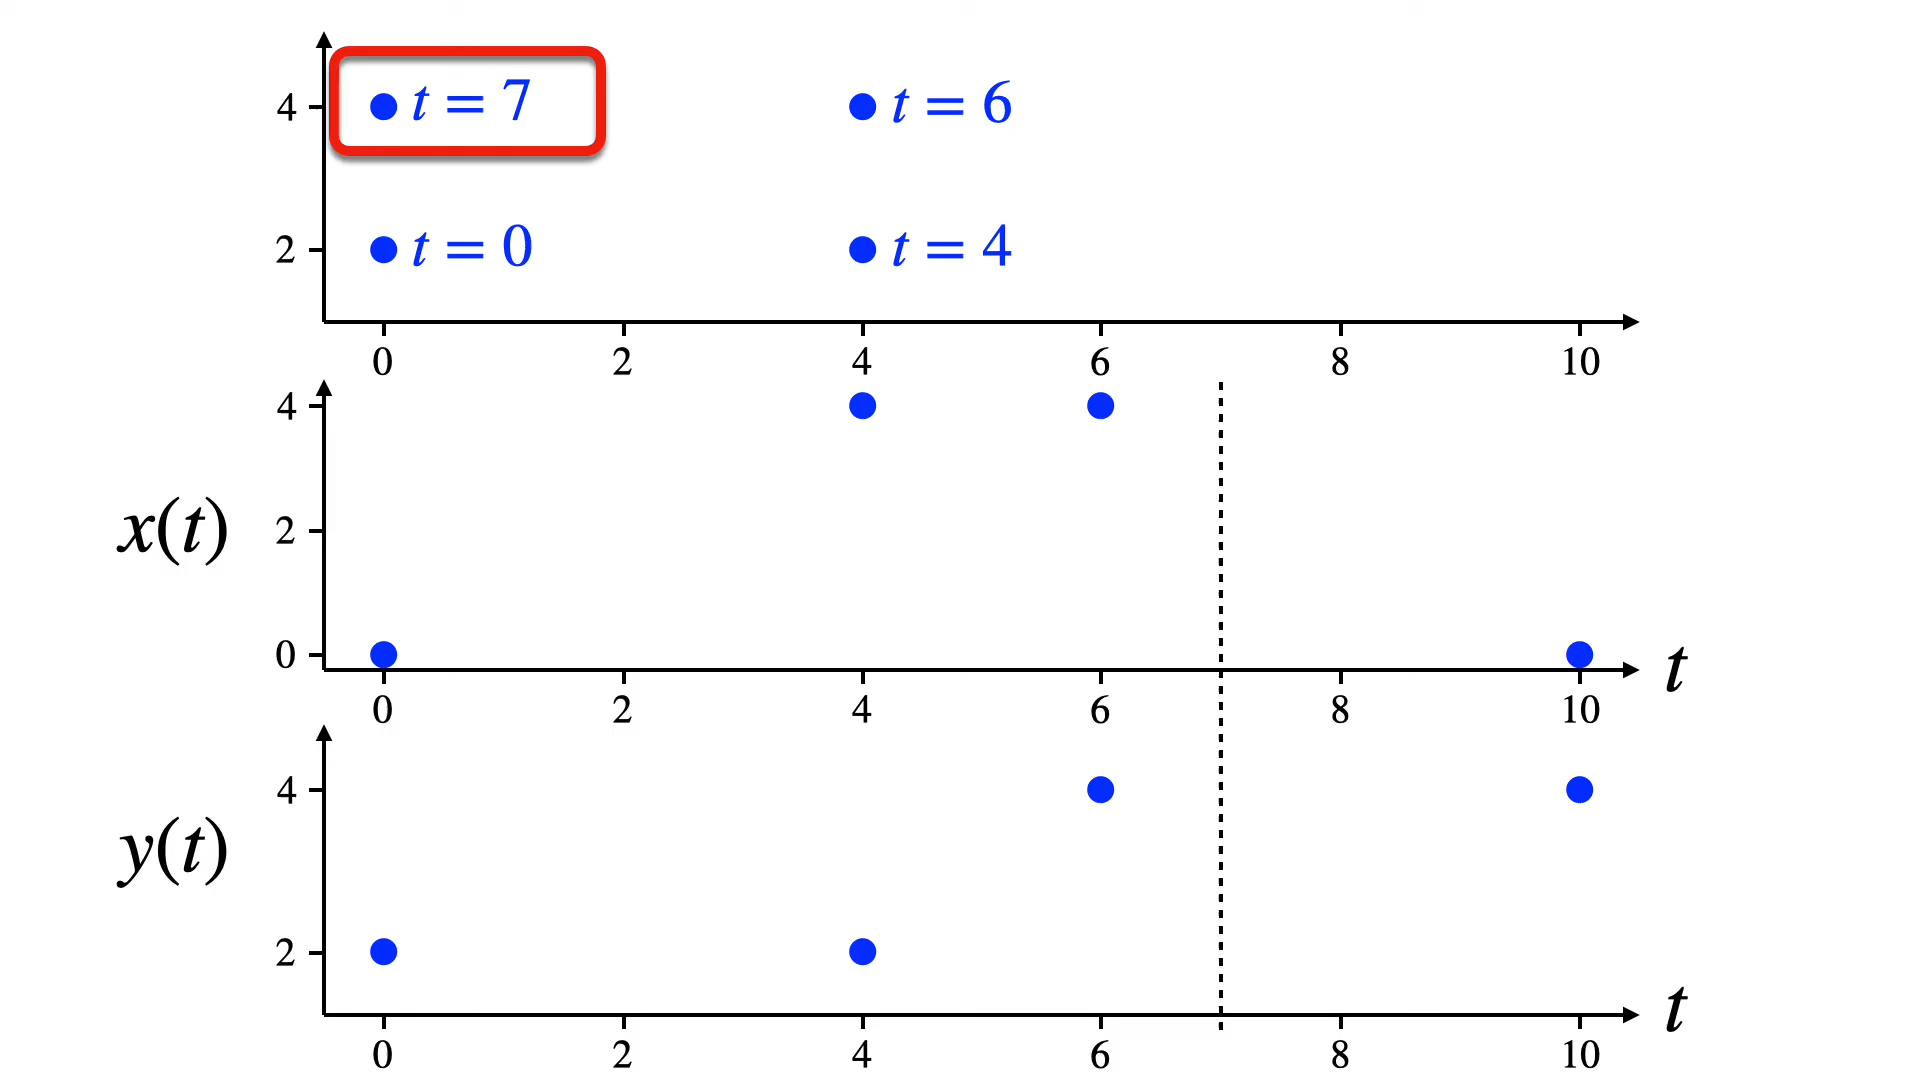 4 t = 7 t = 6
2 t = 0 t = 4
0 2 4 6 8 10
4
x(t) 2
0 t
0 2 4 6 8 10
4
y(t)
2
t
0 2 4 6 8 10